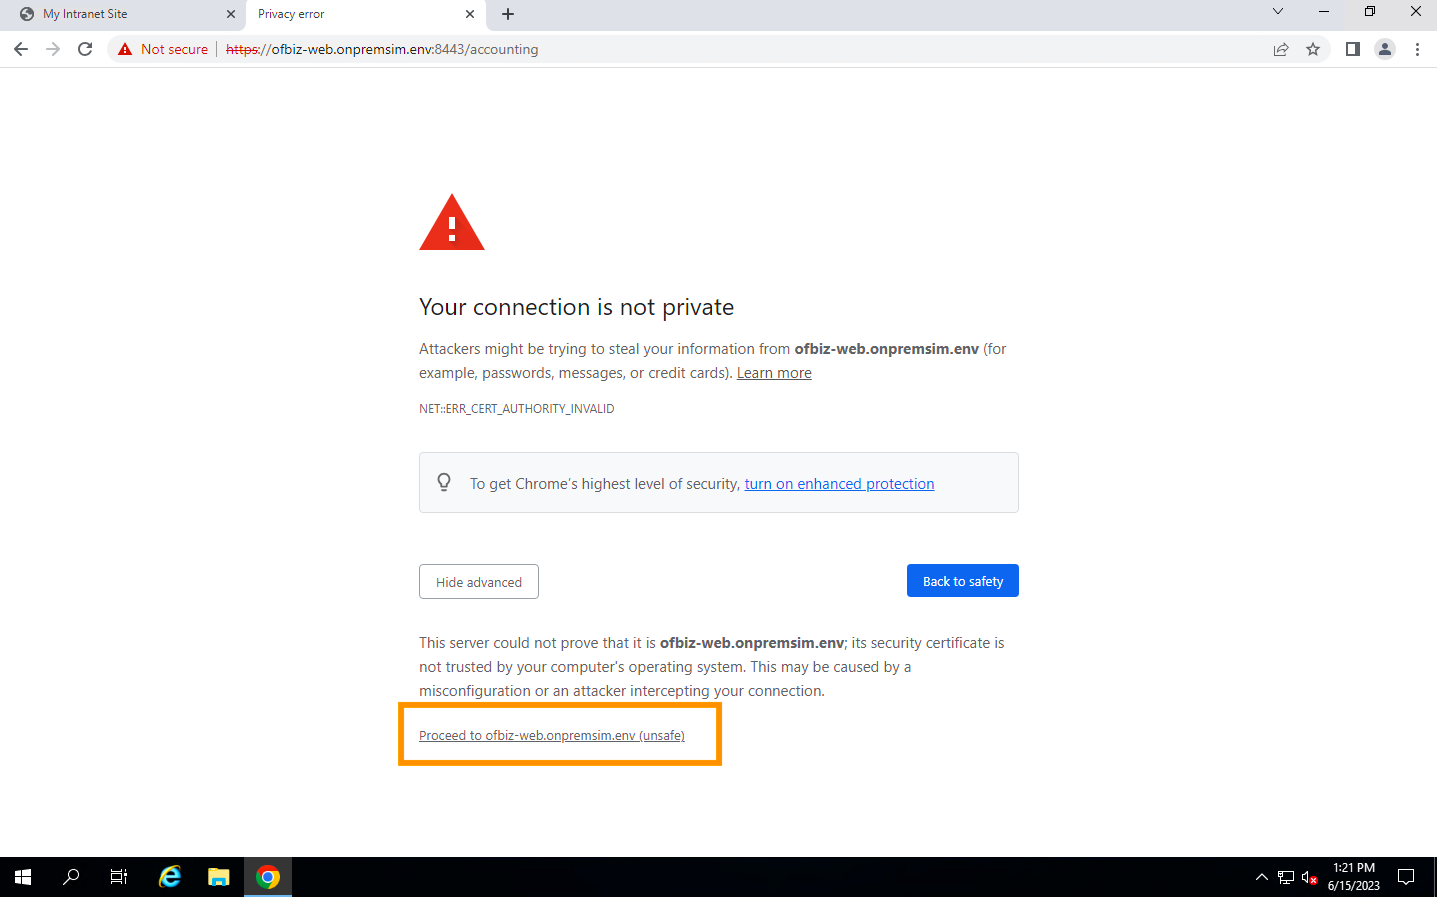 My Intranet Site
Privacy error
Not secure
https://ofbiz-web.onpremsim.env:8443/accounting
Your connection is not private
Attackers might be trying to steal your information from ofbiz-web.onpremsim.env (for
example, passwords, messages, or credit cards). Learn more
NET::ERR_CERT_AUTHORITY_INVALID
To get Chrome's highest level of security, turn on enhanced protection
Hide advanced
Back to safety
This server could not prove that it is ofbiz-web.onpremsim.env; its security certificate is
not trusted by your computer's operating system. This may be caused by a
misconfiguration or an attacker intercepting your connection.
Proceed to ofbiz-web.onpremsim.env (unsafe)
1:21 PM
6/15/2023